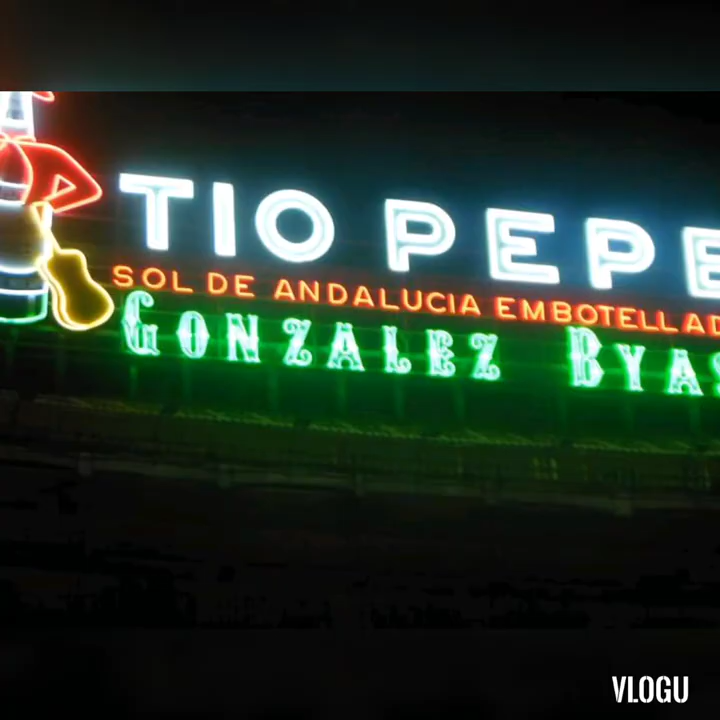 TIO PEPE
SOL DE ANDALUCIA EMBOTELLAD
GONZALEZ BYAS
VLOGU